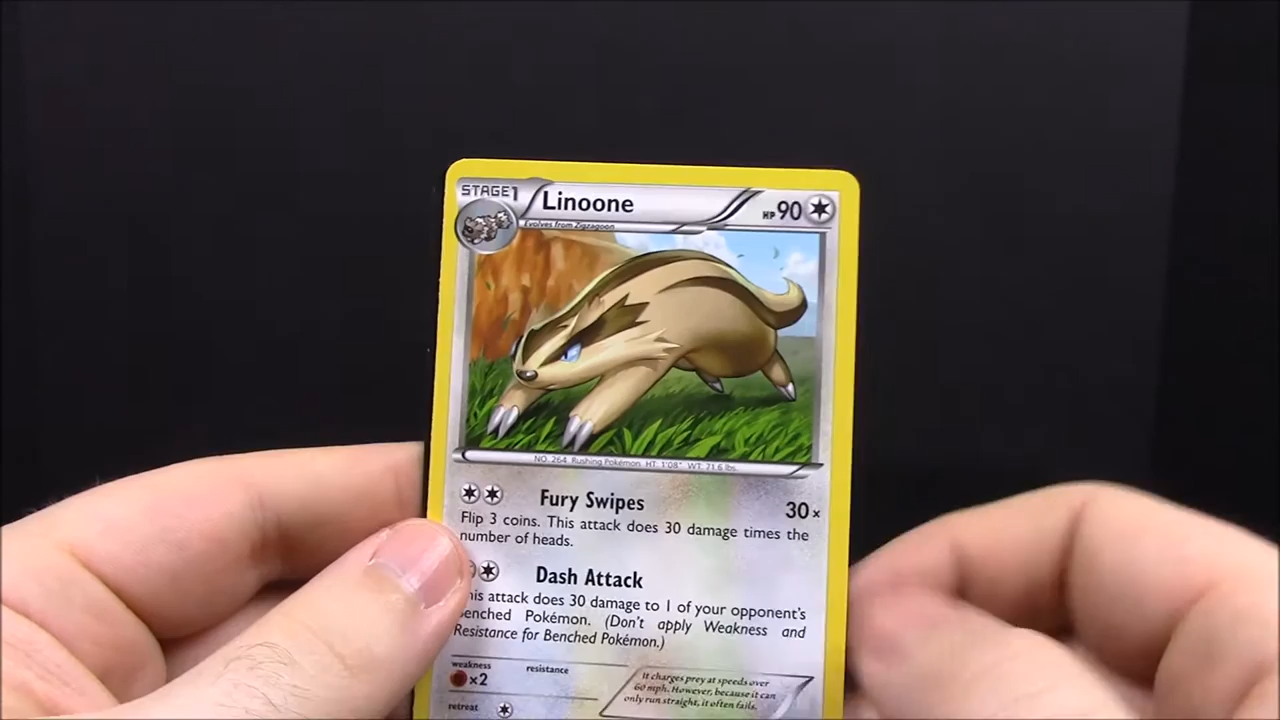 STAGE1 Linoone HP 90
Evolves from Zigzagoon
NO. 264 Rushing Pokémon HT: 1'08" WT: 71.6 lbs.
Fury Swipes 30×
Flip 3 coins. This attack does 30 damage times the
number of heads.
Dash Attack
his attack does 30 damage to 1 of your opponent's
Benched Pokémon. (Don't apply Weakness and
Resistance for Benched Pokémon.)
weakness resistance
×2
It charges prey at speeds over
60 mph. However, because it can
only run straight, it often fails.
retreat